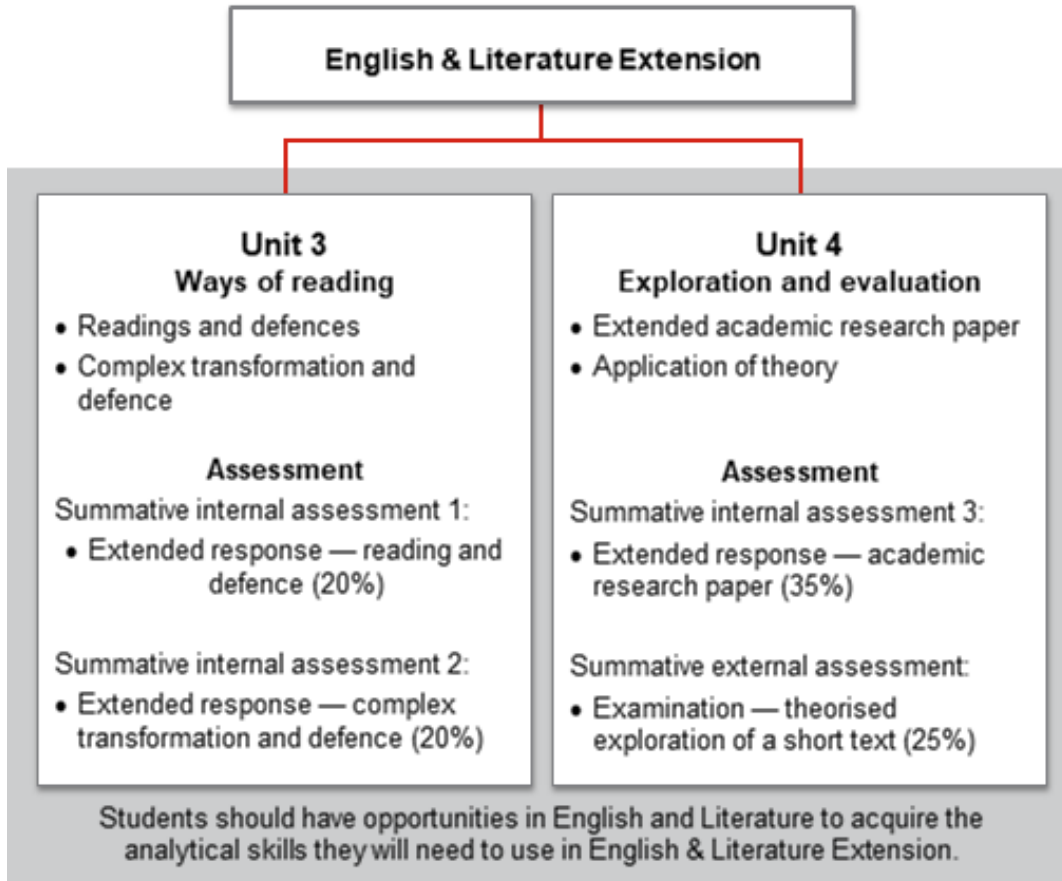 English & Literature Extension
Unit 3
Ways of reading
• Readings and defences
• Complex transformation and
defence
Assessment
Summative internal assessment 1:
• Extended response — reading and
defence (20%)
Summative internal assessment 2:
• Extended response — complex
transformation and defence (20%)
Unit 4
Exploration and evaluation
• Extended academic research paper
• Application of theory
Assessment
Summative internal assessment 3:
• Extended response — academic
research paper (35%)
Summative external assessment:
• Examination — theorised
exploration of a short text (25%)
Students should have opportunities in English and Literature to acquire the
analytical skills they will need to use in English & Literature Extension.